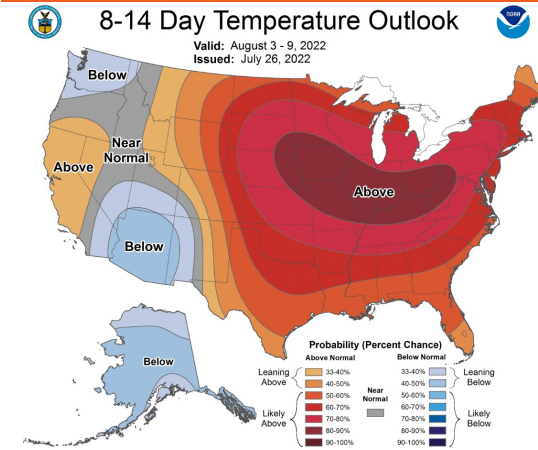 8-14 Day Temperature Outlook
NOAA
Valid: August 3 - 9, 2022
Issued: July 26, 2022
Below
Near
Normal
Above
Above
Below
Below
Probability (Percent Chance)
Above Normal
Below Normal
Leaning
Above
33-40%
40-50%
Likely
Above
50-60%
60-70%
70-80%
80-90%
90-100%
Near
Normal
33-40%
40-50%
Leaning
Below
50-60%
60-70%
70-80%
80-90%
90-100%
Likely
Below